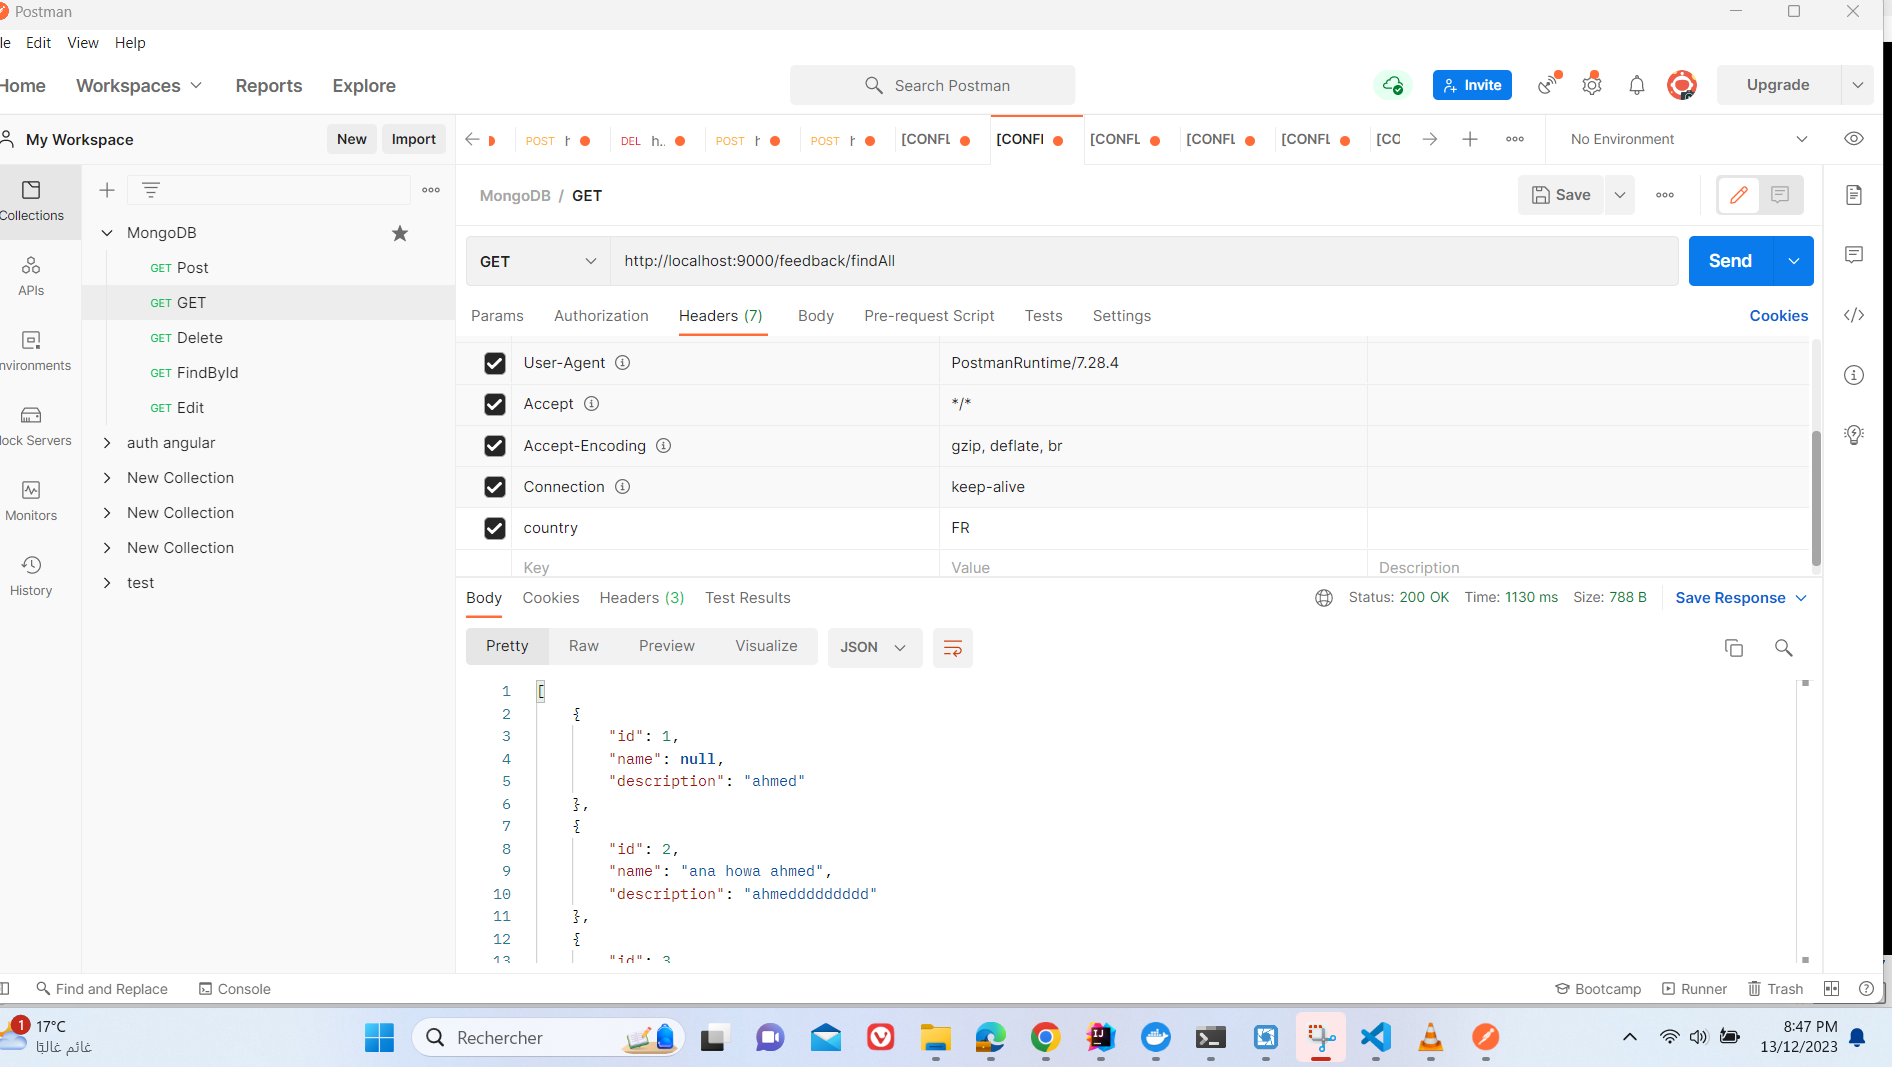 Postman
le Edit View Help
Home Workspaces Reports Explore
Search Postman
Invite
Upgrade
My Workspace
New Import
POST h DEL h.. POST h POST h [CONFL [CONFI [CONFL [CONFL [CONFL [CO
No Environment
Collections
APIs
nvironments
lock Servers
Monitors
History
MongoDB
GET Post
GET GET
GET Delete
GET FindById
GET Edit
auth angular
New Collection
New Collection
New Collection
test
MongoDB / GET
Save
GET http://localhost:9000/feedback/findAll
Send
Params Authorization Headers (7) Body Pre-request Script Tests Settings Cookies
User-Agent PostmanRuntime/7.28.4
Accept */*
Accept-Encoding gzip, deflate, br
Connection keep-alive
country FR
Key Value Description
Body Cookies Headers (3) Test Results
Status: 200 OK Time: 1130 ms Size: 788 B Save Response
Pretty Raw Preview Visualize JSON
1 [
2 {
3 "id": 1,
4 "name": null,
5 "description": "ahmed"
6 },
7 {
8 "id": 2,
9 "name": "ana howa ahmed",
10 "description": "ahmeddddddddd"
11 },
12 {
13 "id": 3
Find and Replace Console
Bootcamp Runner Trash
1 17°C
غائم غالبًا
Rechercher
8:47 PM
13/12/2023